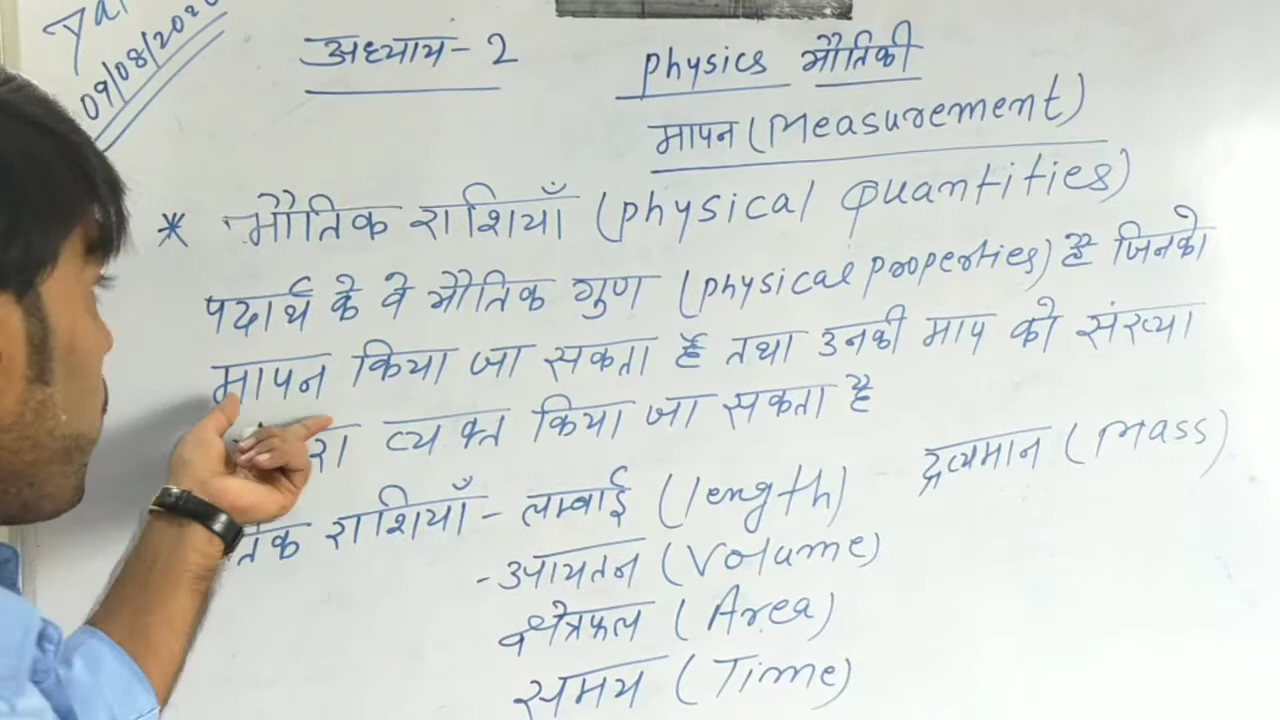 09/08/202
अध्याय - 2
Physics भौतिकी
मापन (Measurement)
* भौतिक राशियाँ (Physical Quantities)
पदार्थ के वे भौतिक गुण (Physical properties) है जिनको
मापन किया जा सकता है तथा उनकी माप को संख्या
रा व्यक्त किया जा सकता है
तिक राशियाँ - लम्बाई (length) द्रव्यमान (Mass)
- आयतन (Volume)
क्षेत्रफल (Area)
समय (Time)